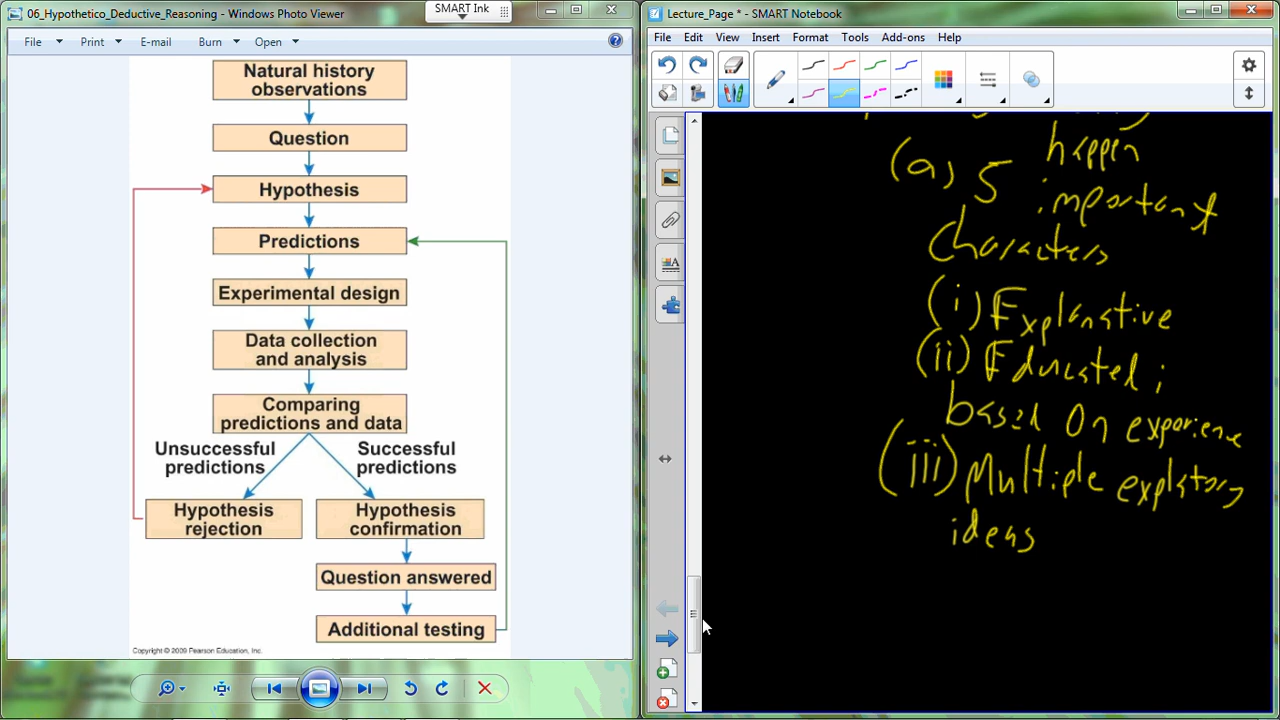 06_Hypothetico_Deductive_Reasoning - Windows Photo Viewer
SMART Ink
File Print E-mail Burn Open
Natural history
observations
Question
Hypothesis
Predictions
Experimental design
Data collection
and analysis
Comparing
predictions and data
Unsuccessful
predictions
Successful
predictions
Hypothesis
rejection
Hypothesis
confirmation
Question answered
Additional testing
Copyright © 2009 Pearson Education, Inc.
Lecture_Page * - SMART Notebook
File Edit View Insert Format Tools Add-ons Help
happen
(a) 5
important
characters
(i) Explanative
(ii) Educated ;
based on experience
(iii) Multiple
ideas